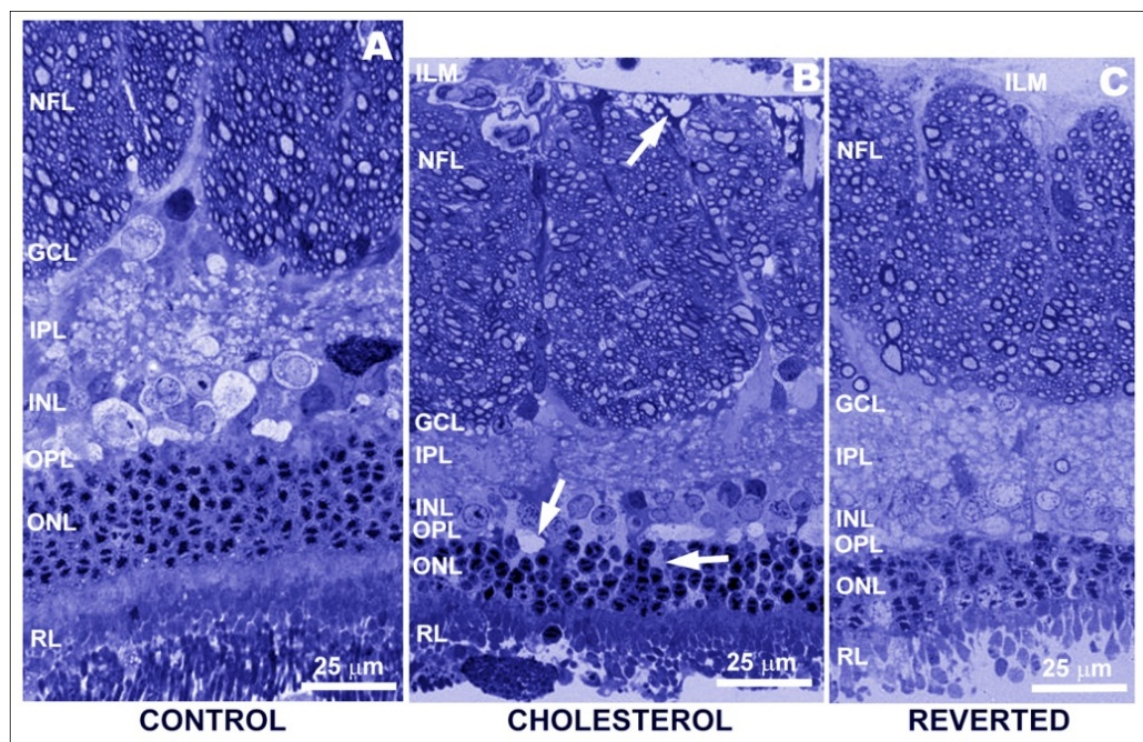 A
NFL
GCL
IPL
INL
OPL
ONL
RL
25 µm
CONTROL
B
ILM
NFL
GCL
IPL
INL
OPL
ONL
RL
25 µm
CHOLESTEROL
C
ILM
NFL
GCL
IPL
INL
OPL
ONL
RL
25 µm
REVERTED